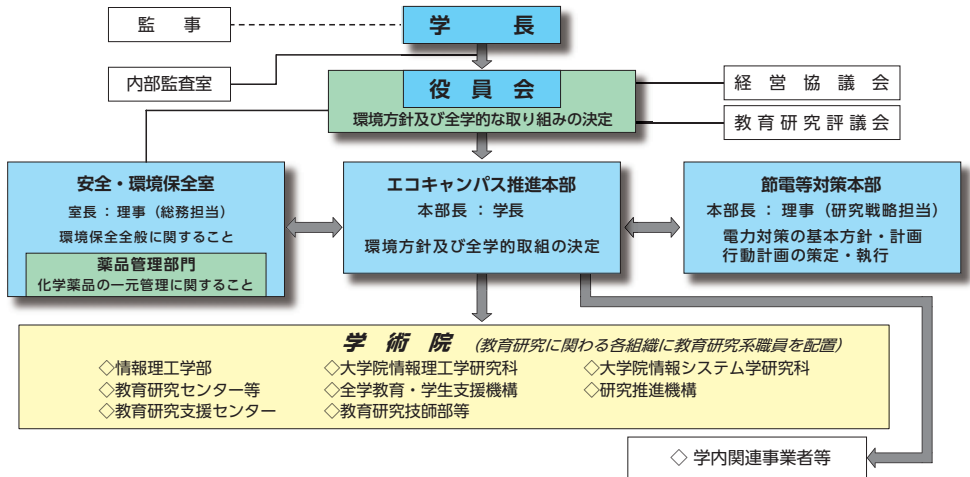 監 事
学 長
内部監査室
役 員 会
環境方針及び全学的な取り組みの決定
経 営 協 議 会
教 育 研 究 評 議 会
安全・環境保全室
室長 : 理事 (総務担当)
環境保全全般に関すること
薬品管理部門
化学薬品の一元管理に関すること
エコキャンパス推進本部
本部長 : 学長
環境方針及び全学的取組の決定
節電等対策本部
本部長 : 理事 (研究戦略担当)
電力対策の基本方針・計画
行動計画の策定・執行
学 術 院 (教育研究に関わる各組織に教育研究系職員を配置)
◇情報理工学部 ◇大学院情報理工学研究科 ◇大学院情報システム学研究科
◇教育研究センター等 ◇全学教育・学生支援機構 ◇研究推進機構
◇教育研究支援センター ◇教育研究技師部等
◇ 学内関連事業者等